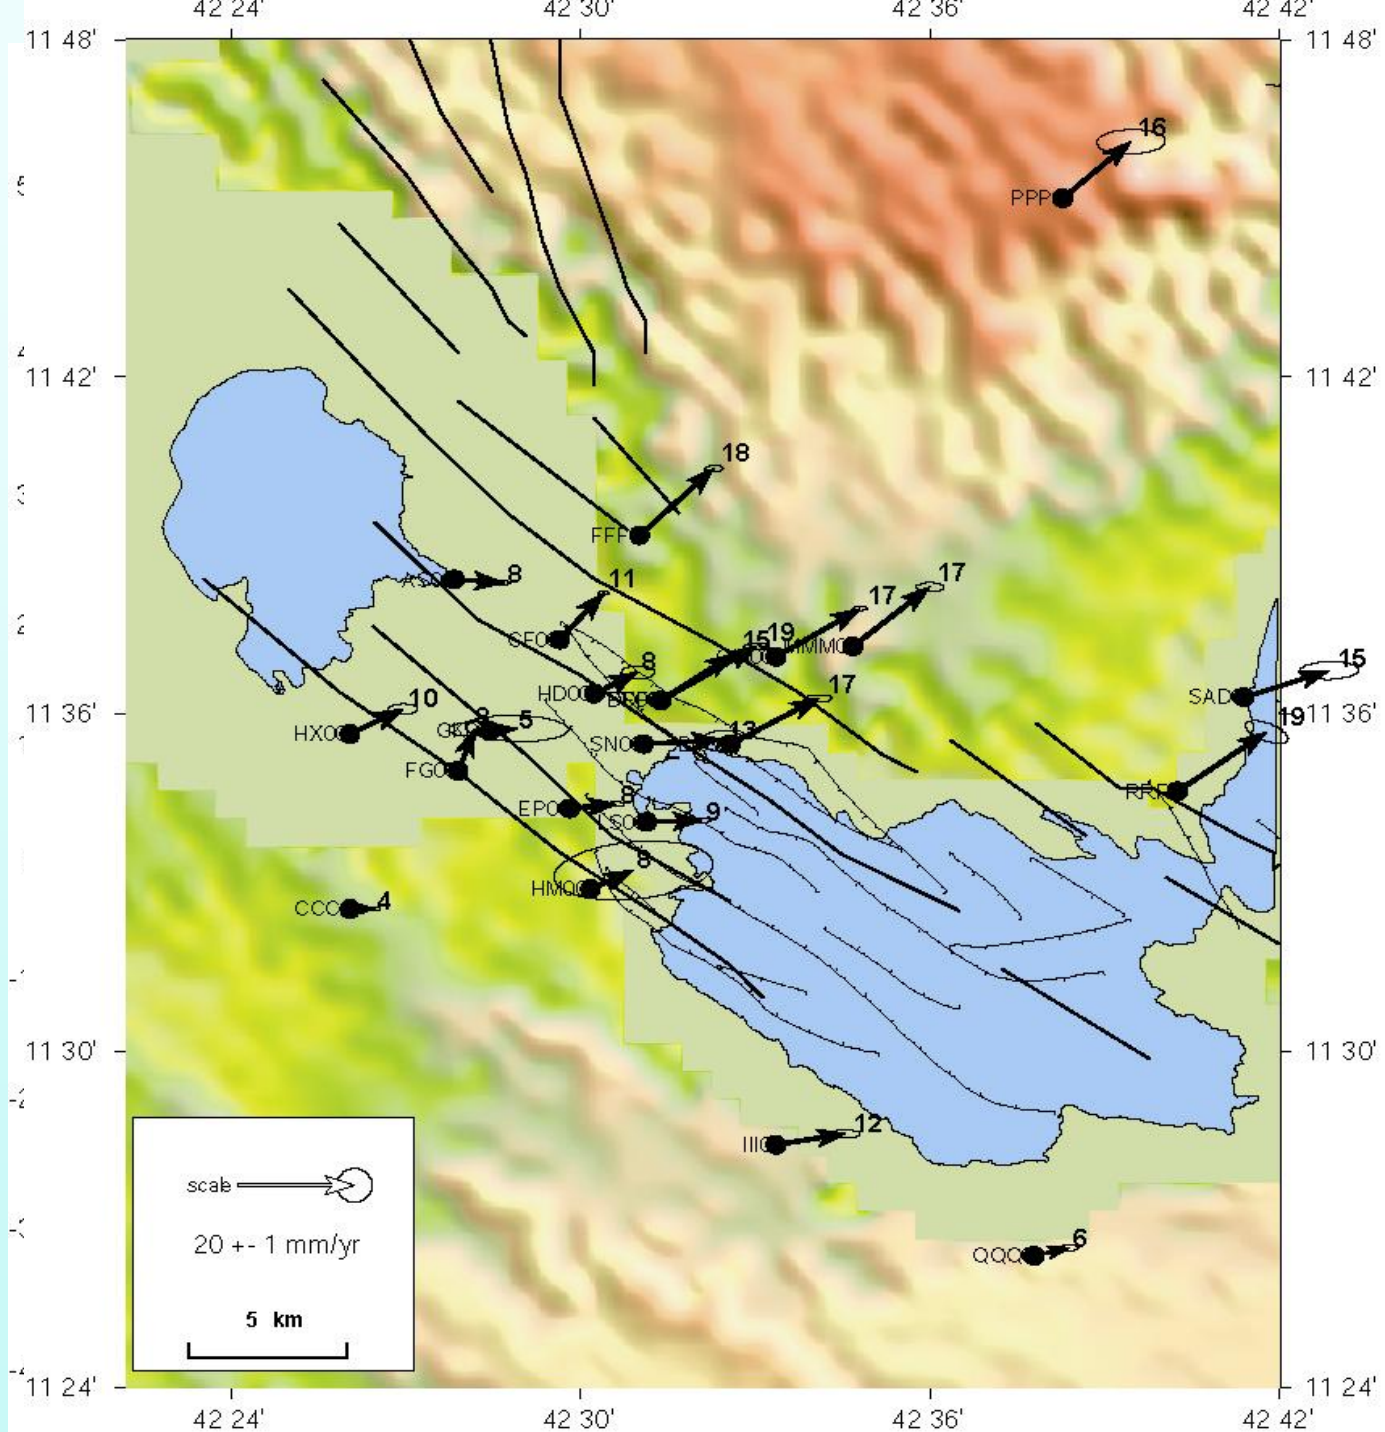 42 24' 42 30' 42 36' 42 42'
11 48' 11 48'
16
PPP
11 42' 11 42'
18
FFF
AS0 8
11
17 17
GF0
15 19
MMM0
8
HD0
15
SAD
10
17
11 36' 11 36'
19
HX0
5
13
SN0
FG0
RRF
8
EP0
9
S0
8
HM0
CCC 4
11 30' 11 30'
12
III0
scale
20 +- 1 mm/yr
6
QQQ
5 km
11 24' 11 24'
42 24' 42 30' 42 36' 42 42'